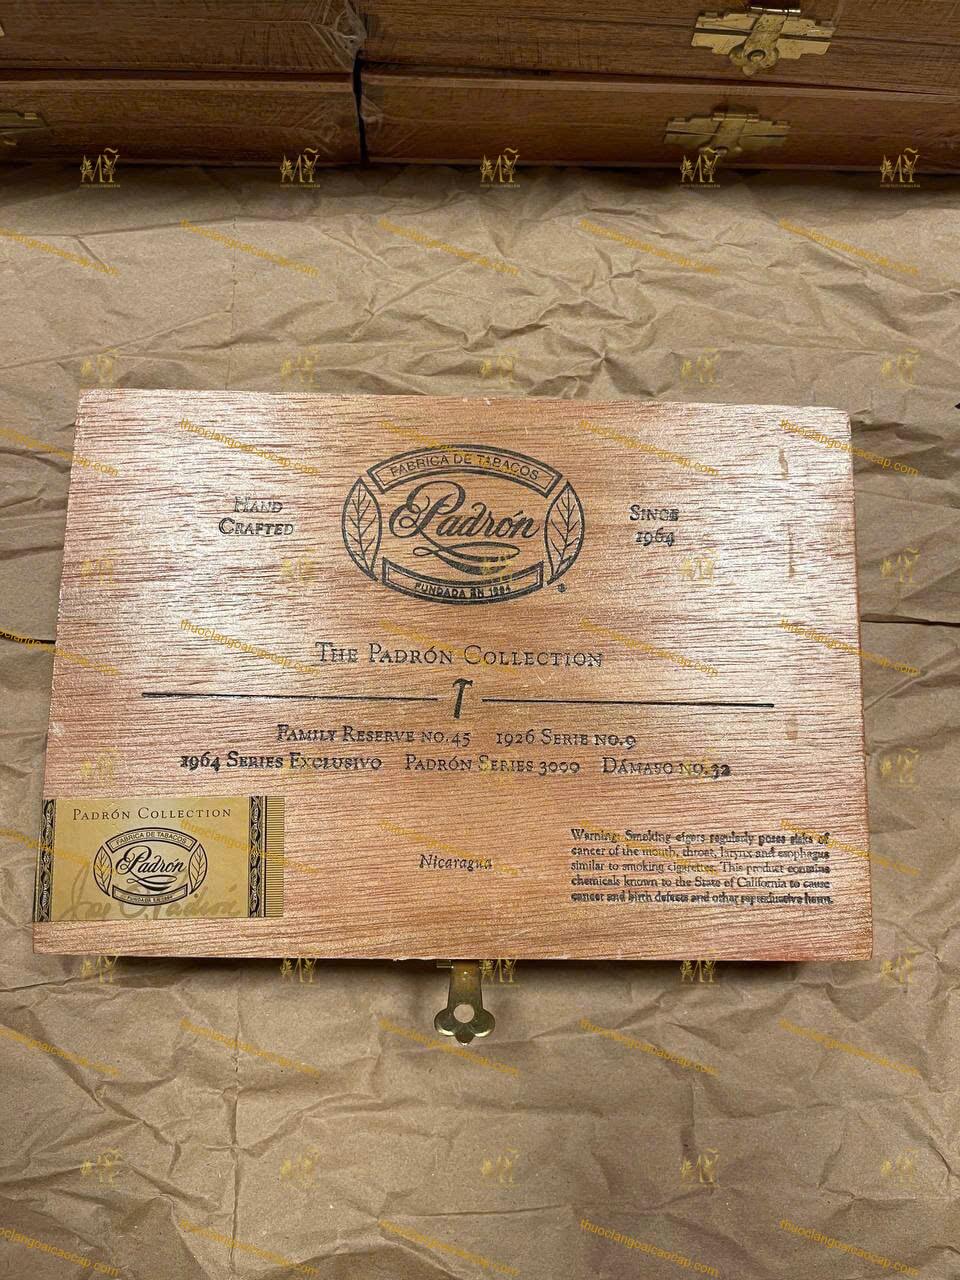 FABRICA DE TABACOS
Padrón
FUNDADA EN 1964
®
HAND
CRAFTED
SINCE
1964
THE PADRÓN COLLECTION
FAMILY RESERVE NO.45 1926 SERIE NO.9
1964 SERIES EXCLUSIVO PADRÓN SERIES 3000 DÁMASO NO.32
PADRÓN COLLECTION
FABRICA DE TABACOS
Padrón
Nicaragua
Warning: Smoking cigars regularly poses risks of
cancer of the mouth, throat, larynx and esophagus
similar to smoking cigarettes. This product contains
chemicals known to the State of California to cause
cancer and birth defects and other reproductive harm.
MỸ
thuoclangoaicaocap.com